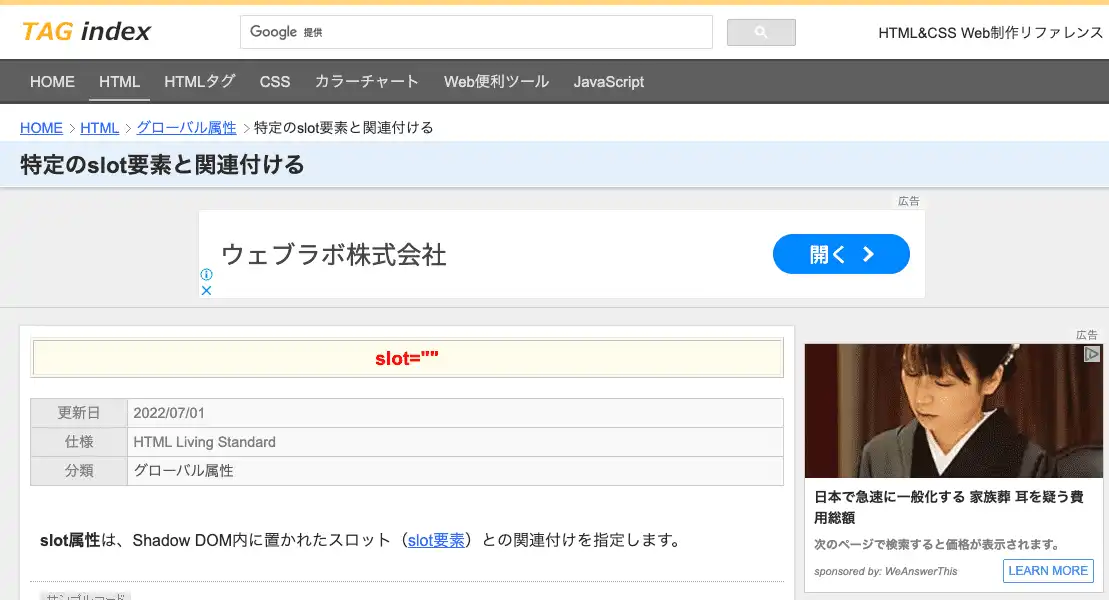 TAG index
Google 提供
HTML&CSS Web制作リファレンス
HOME HTML HTMLタグ CSS カラーチャート Web便利ツール JavaScript
HOME > HTML > グローバル属性 > 特定のslot要素と関連付ける
特定のslot要素と関連付ける
広告
ウェブラボ株式会社
開く >
広告
slot=""
更新日 2022/07/01
仕様 HTML Living Standard
分類 グローバル属性
slot属性は、Shadow DOM内に置かれたスロット（slot要素）との関連付けを指定します。
サンプルコード
日本で急速に一般化する 家族葬 耳を疑う費
用総額
次のページで検索すると価格が表示されます。
sponsored by: WeAnswerThis
LEARN MORE